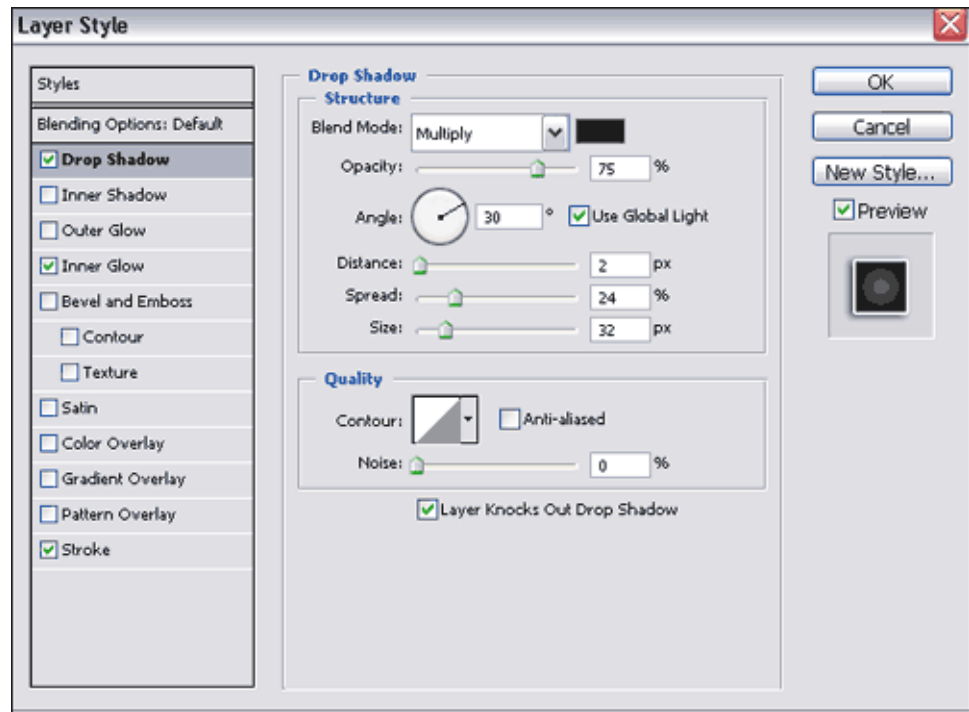 Layer Style
Styles
Blending Options: Default
Drop Shadow
Inner Shadow
Outer Glow
Inner Glow
Bevel and Emboss
Contour
Texture
Satin
Color Overlay
Gradient Overlay
Pattern Overlay
Stroke
Drop Shadow
Structure
Blend Mode: Multiply
Opacity: 75 %
Angle: 30 ° Use Global Light
Distance: 2 px
Spread: 24 %
Size: 32 px
Quality
Contour: Anti-aliased
Noise: 0 %
Layer Knocks Out Drop Shadow
OK
Cancel
New Style...
Preview